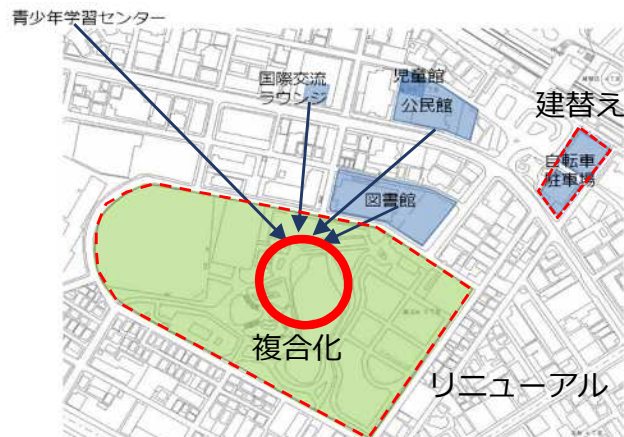 青少年学習センター
国際交流
ラウンジ
児童館
公民館
建替え
自転車
駐車場
図書館
複合化
リニューアル